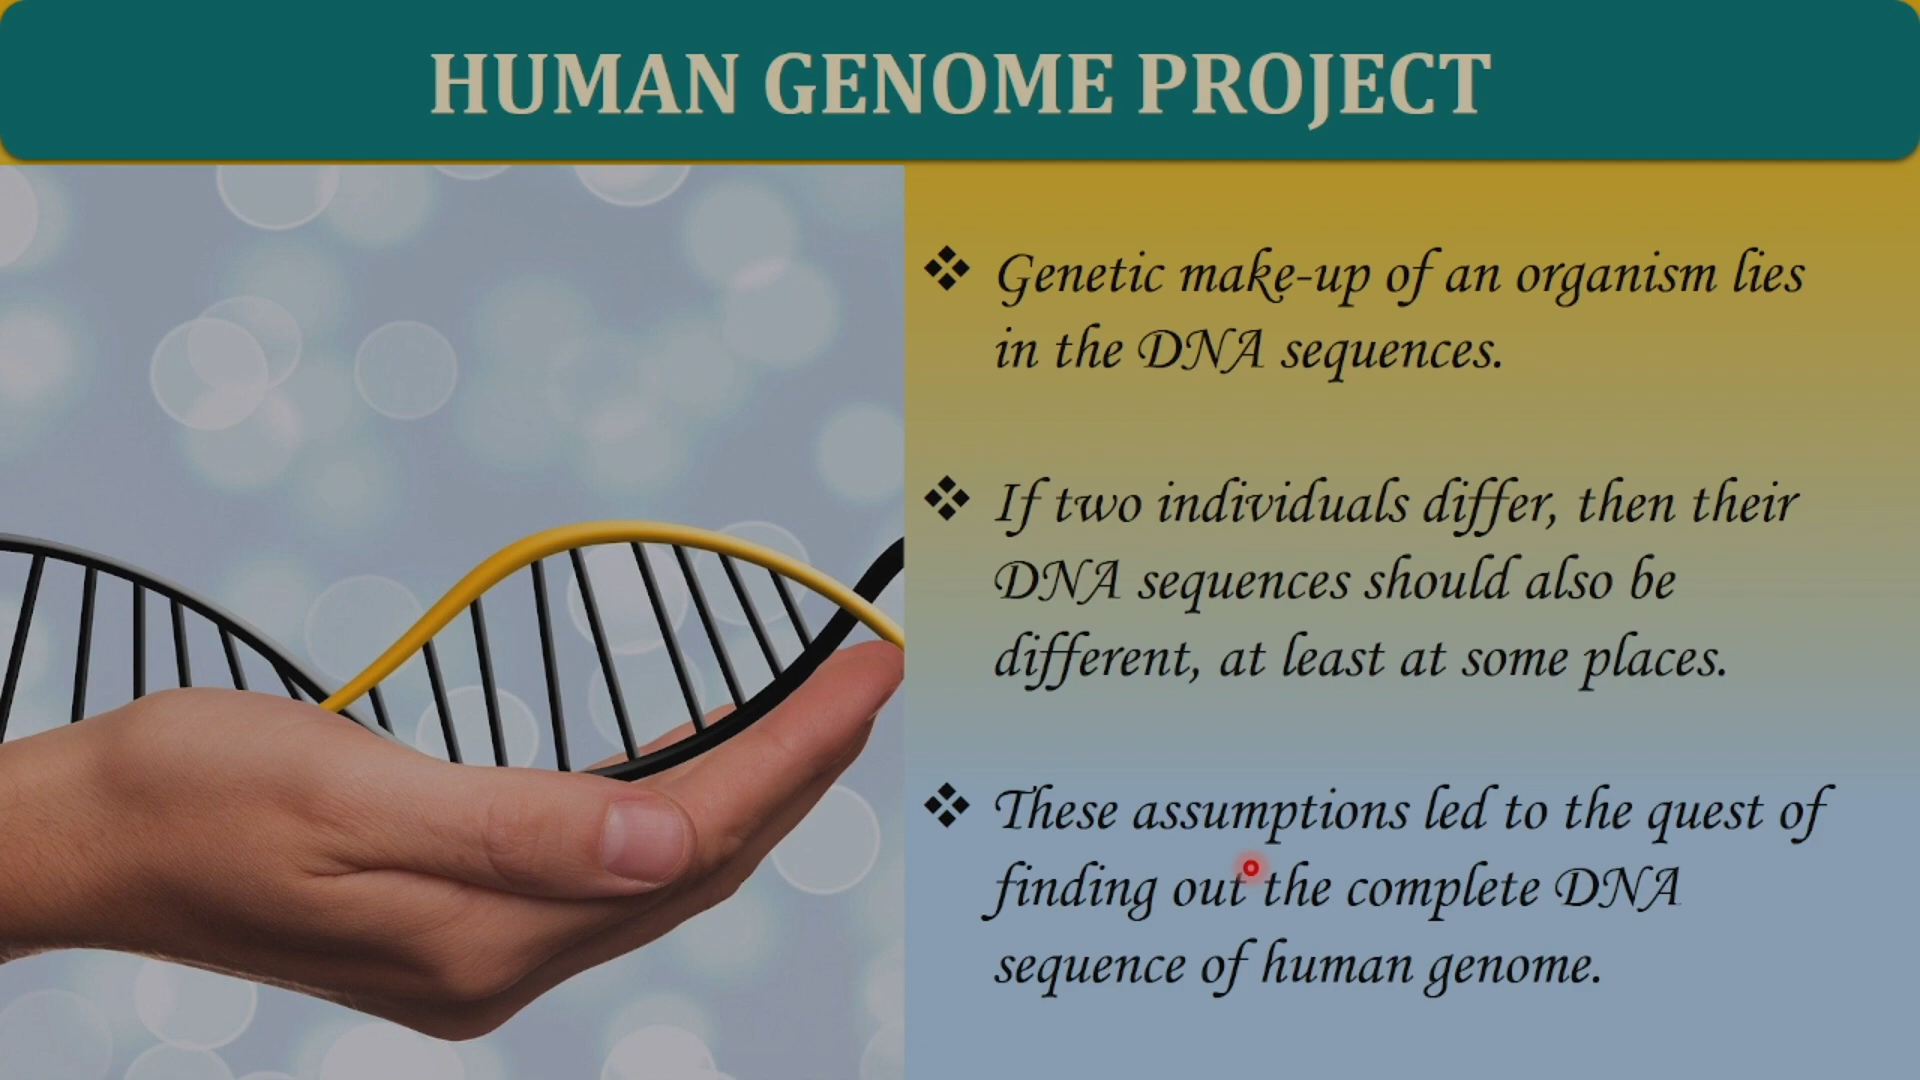 HUMAN GENOME PROJECT
❖ Genetic make-up of an organism lies
in the DNA sequences.
❖ If two individuals differ, then their
DNA sequences should also be
different, at least at some places.
❖ These assumptions led to the quest of
finding out the complete DNA
sequence of human genome.